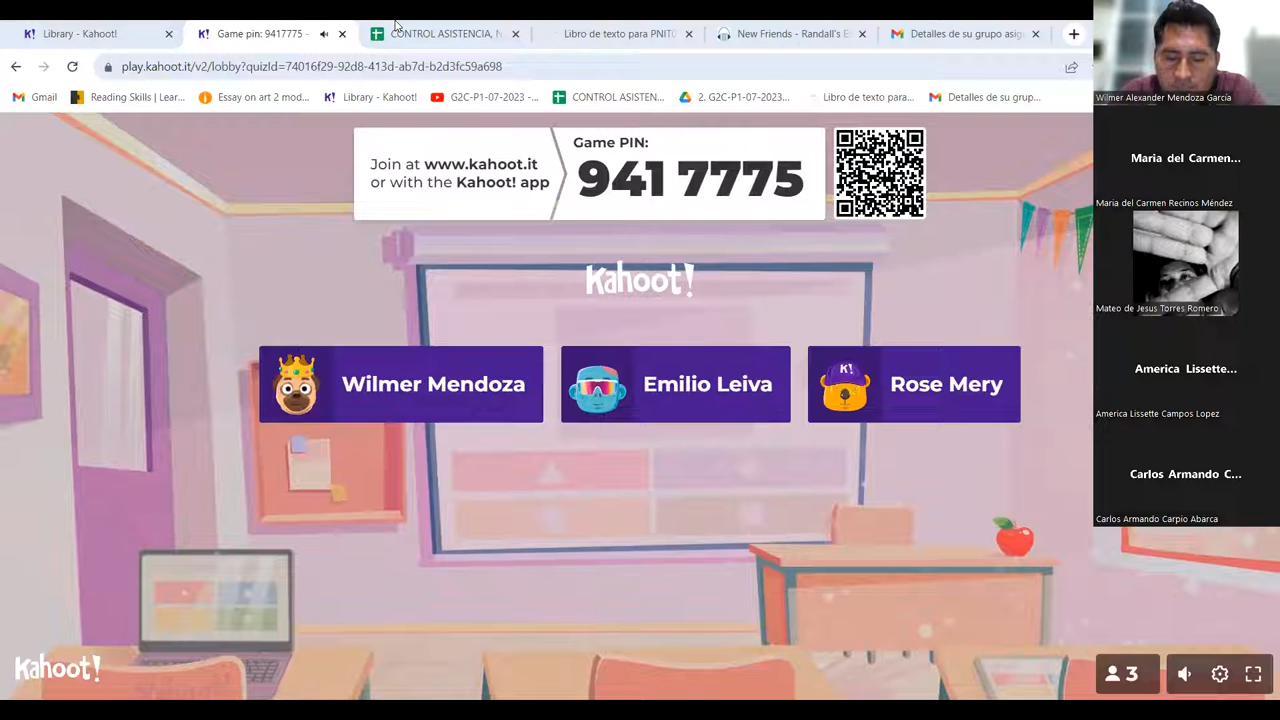 Library - Kahoot!
Game pin: 9417775 -
CONTROL ASISTENCIA, N
Libro de texto para PNIT
New Friends - Randall's E
Detalles de su grupo asig
play.kahoot.it/v2/lobby?quizId=74016f29-92d8-413d-ab7d-b2d3fc59a698
Gmail
Reading Skills | Lear...
Essay on art 2 mod...
Library - Kahoot!
CONTROL ASISTEN...
2. G2C-P1-07-2023...
Libro de texto para...
Detalles de su grup...
Join at www.kahoot.it
or with the Kahoot! app
Game PIN:
941 7775
Kahoot!
Wilmer Mendoza
Emilio Leiva
K!
Rose Mery
Kahoot!
3
Wilmer Alexander Mendoza García
Maria del Carmen...
Maria del Carmen Recinos Méndez
Mateo de Jesus Torres Romero
America Lissette...
America Lissette Campos Lopez
Carlos Armando C...
Carlos Armando Carpio Abarca